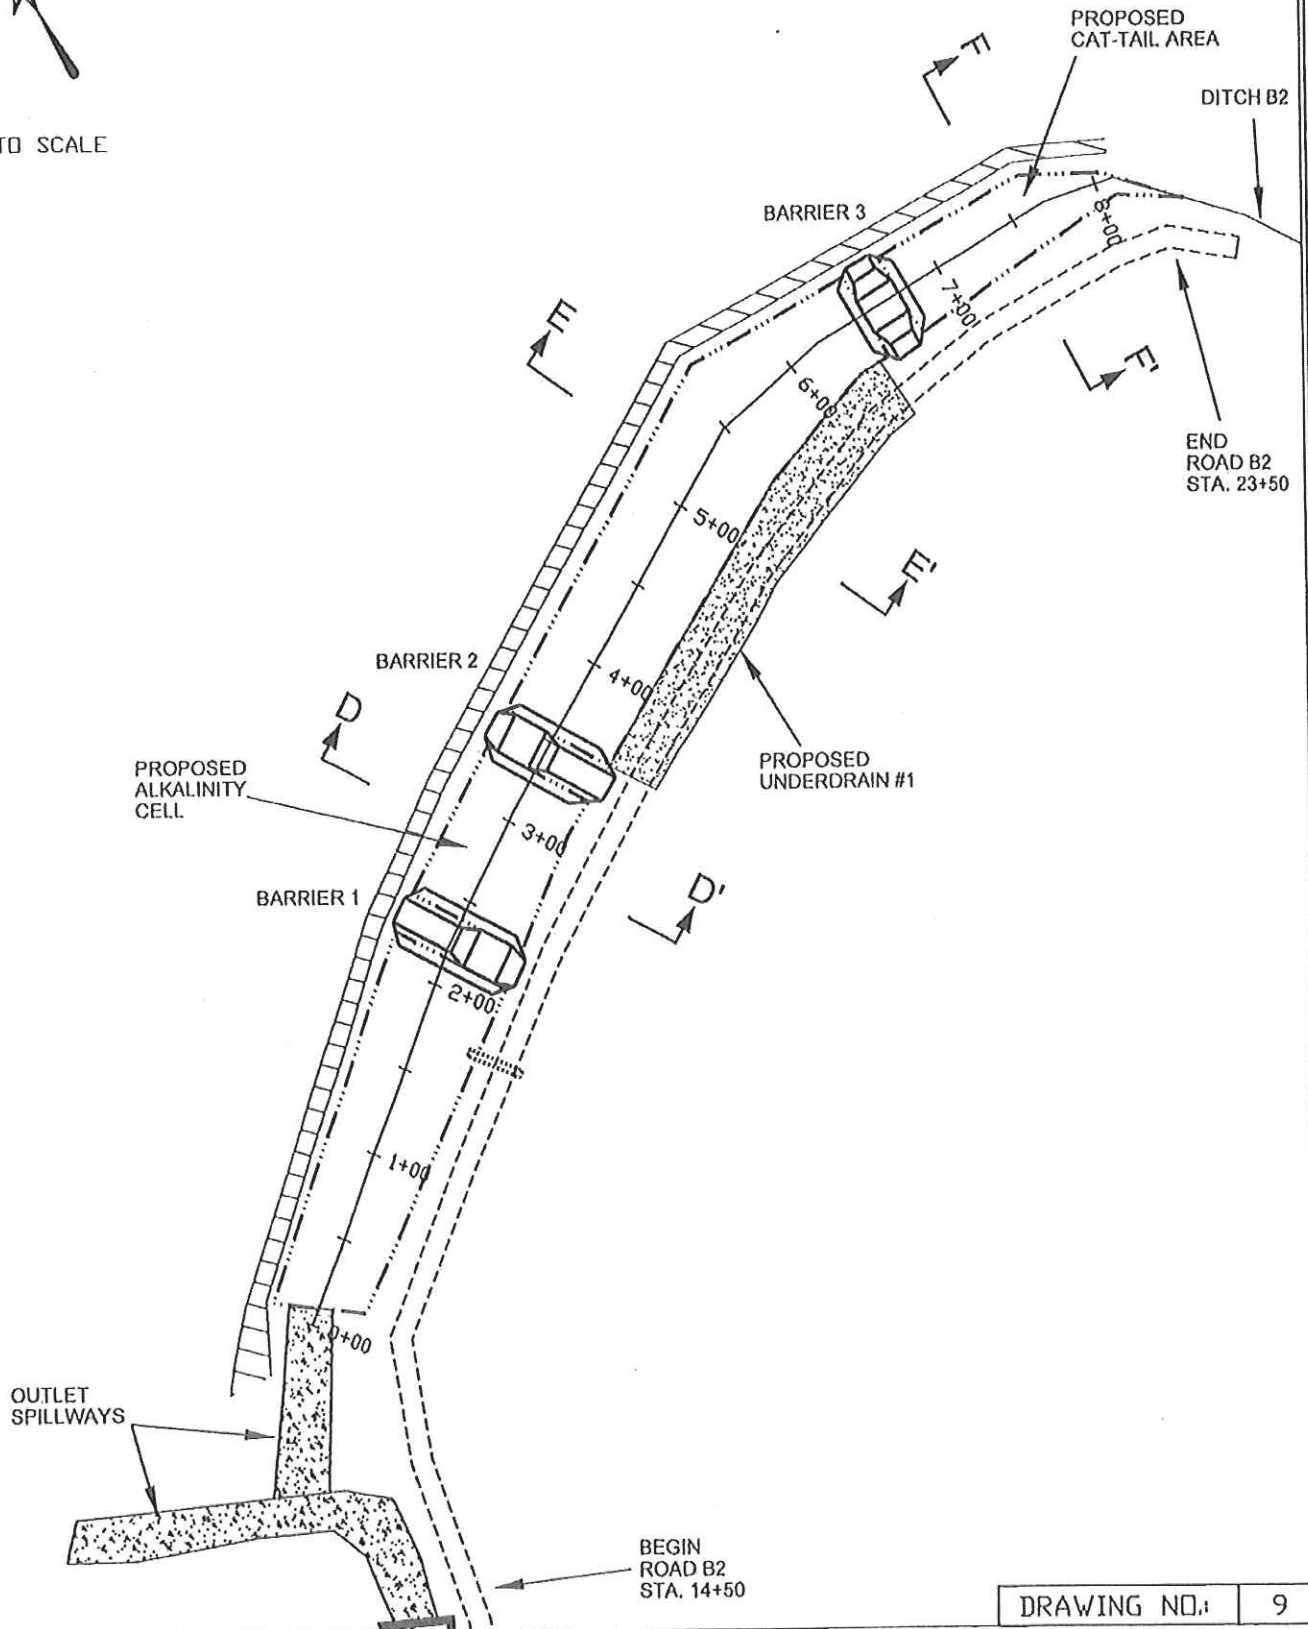 TO SCALE
PROPOSED
CAT-TAIL AREA
DITCH B2
F
BARRIER 3
8+00
7+00
E
F'
6+00
END
ROAD B2
STA. 23+50
5+00
E'
BARRIER 2
4+00
D
PROPOSED
ALKALINITY
CELL
PROPOSED
UNDERDRAIN #1
3+00
BARRIER 1
D'
2+00
1+00
0+00
OUTLET
SPILLWAYS
BEGIN
ROAD B2
STA. 14+50
DRAWING NO.: 9